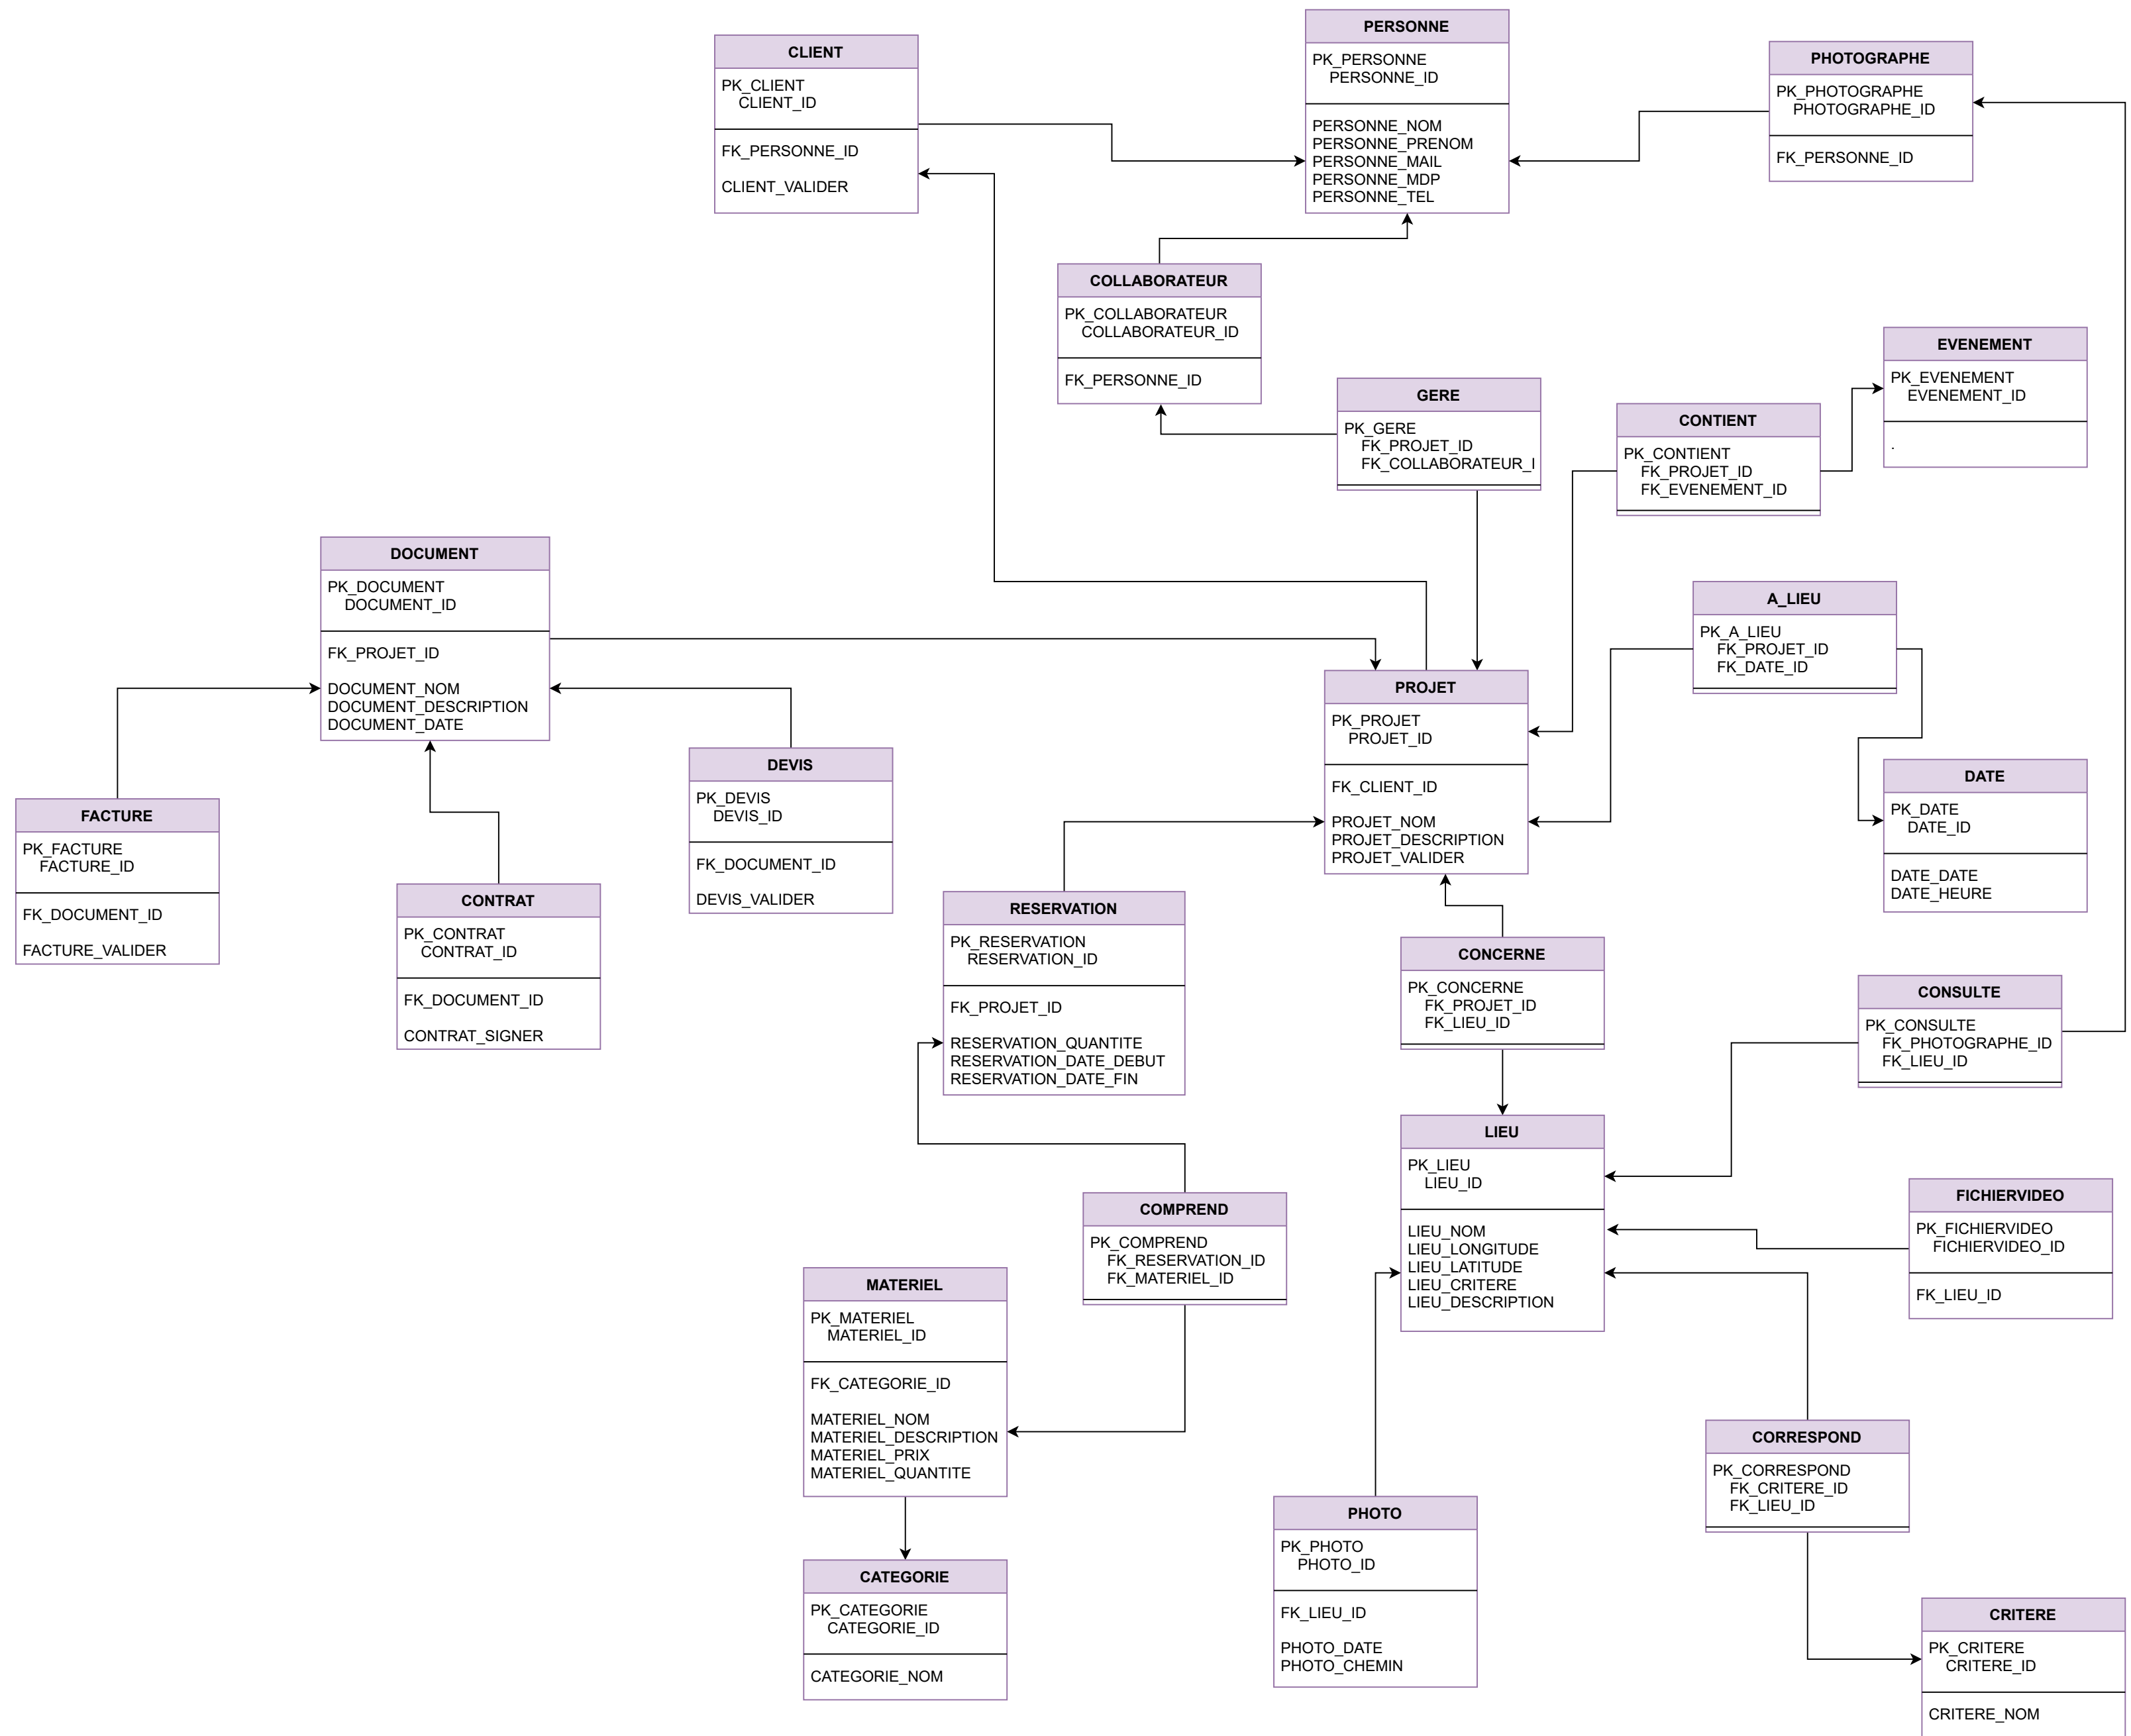 PERSONNE
PK_PERSONNE
PERSONNE_ID
PERSONNE_NOM
PERSONNE_PRENOM
PERSONNE_MAIL
PERSONNE_MDP
PERSONNE_TEL
CLIENT
PK_CLIENT
CLIENT_ID
FK_PERSONNE_ID
CLIENT_VALIDER
PHOTOGRAPHE
PK_PHOTOGRAPHE
PHOTOGRAPHE_ID
FK_PERSONNE_ID
COLLABORATEUR
PK_COLLABORATEUR
COLLABORATEUR_ID
FK_PERSONNE_ID
EVENEMENT
PK_EVENEMENT
EVENEMENT_ID
.
GERE
PK_GERE
FK_PROJET_ID
FK_COLLABORATEUR_I
CONTIENT
PK_CONTIENT
FK_PROJET_ID
FK_EVENEMENT_ID
DOCUMENT
PK_DOCUMENT
DOCUMENT_ID
FK_PROJET_ID
DOCUMENT_NOM
DOCUMENT_DESCRIPTION
DOCUMENT_DATE
A_LIEU
PK_A_LIEU
FK_PROJET_ID
FK_DATE_ID
PROJET
PK_PROJET
PROJET_ID
FK_CLIENT_ID
PROJET_NOM
PROJET_DESCRIPTION
PROJET_VALIDER
DEVIS
PK_DEVIS
DEVIS_ID
FK_DOCUMENT_ID
DEVIS_VALIDER
DATE
PK_DATE
DATE_ID
DATE_DATE
DATE_HEURE
FACTURE
PK_FACTURE
FACTURE_ID
FK_DOCUMENT_ID
FACTURE_VALIDER
CONTRAT
PK_CONTRAT
CONTRAT_ID
FK_DOCUMENT_ID
CONTRAT_SIGNER
RESERVATION
PK_RESERVATION
RESERVATION_ID
FK_PROJET_ID
RESERVATION_QUANTITE
RESERVATION_DATE_DEBUT
RESERVATION_DATE_FIN
CONCERNE
PK_CONCERNE
FK_PROJET_ID
FK_LIEU_ID
CONSULTE
PK_CONSULTE
FK_PHOTOGRAPHE_ID
FK_LIEU_ID
LIEU
PK_LIEU
LIEU_ID
LIEU_NOM
LIEU_LONGITUDE
LIEU_LATITUDE
LIEU_CRITERE
LIEU_DESCRIPTION
FICHIERVIDEO
PK_FICHIERVIDEO
FICHIERVIDEO_ID
FK_LIEU_ID
COMPREND
PK_COMPREND
FK_RESERVATION_ID
FK_MATERIEL_ID
MATERIEL
PK_MATERIEL
MATERIEL_ID
FK_CATEGORIE_ID
MATERIEL_NOM
MATERIEL_DESCRIPTION
MATERIEL_PRIX
MATERIEL_QUANTITE
CORRESPOND
PK_CORRESPOND
FK_CRITERE_ID
FK_LIEU_ID
PHOTO
PK_PHOTO
PHOTO_ID
FK_LIEU_ID
PHOTO_DATE
PHOTO_CHEMIN
CATEGORIE
PK_CATEGORIE
CATEGORIE_ID
CATEGORIE_NOM
CRITERE
PK_CRITERE
CRITERE_ID
CRITERE_NOM